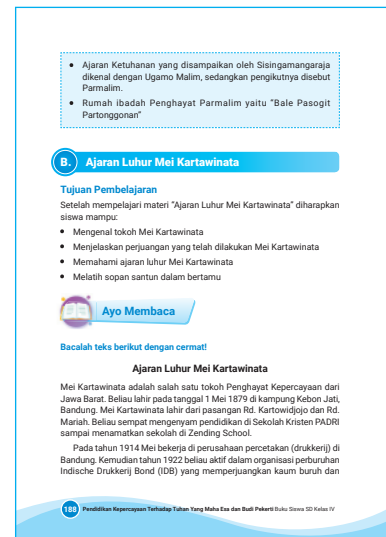 • Ajaran Ketuhanan yang disampaikan oleh Sisingamangaraja
dikenal dengan Ugamo Malim, sedangkan pengikutnya disebut
Parmalim.
• Rumah ibadah Penghayat Parmalim yaitu "Bale Pasogit
Partonggonan"
B. Ajaran Luhur Mei Kartawinata
Tujuan Pembelajaran
Setelah mempelajari materi "Ajaran Luhur Mei Kartawinata" diharapkan
siswa mampu:
• Mengenal tokoh Mei Kartawinata
• Menjelaskan perjuangan yang telah dilakukan Mei Kartawinata
• Memahami ajaran luhur Mei Kartawinata
• Melatih sopan santun dalam bertamu
Ayo Membaca
Bacalah teks berikut dengan cermat!
Ajaran Luhur Mei Kartawinata
Mei Kartawinata adalah salah satu tokoh Penghayat Kepercayaan dari
Jawa Barat. Beliau lahir pada tanggal 1 Mei 1879 di kampung Kebon Jati,
Bandung. Mei Kartawinata lahir dari pasangan Rd. Kartowidjojo dan Rd.
Mariah. Beliau sempat mengenyam pendidikan di Sekolah Kristen PADRI
sampai menamatkan sekolah di Zending School.
Pada tahun 1914 Mei bekerja di perusahaan percetakan (drukkerij) di
Bandung. Kemudian tahun 1922 beliau aktif dalam organisasi perburuhan
Indische Drukkerij Bond (IDB) yang memperjuangkan kaum buruh dan
188 Pendidikan Kepercayaan Terhadap Tuhan Yang Maha Esa dan Budi Pekerti Buku Siswa SD Kelas IV